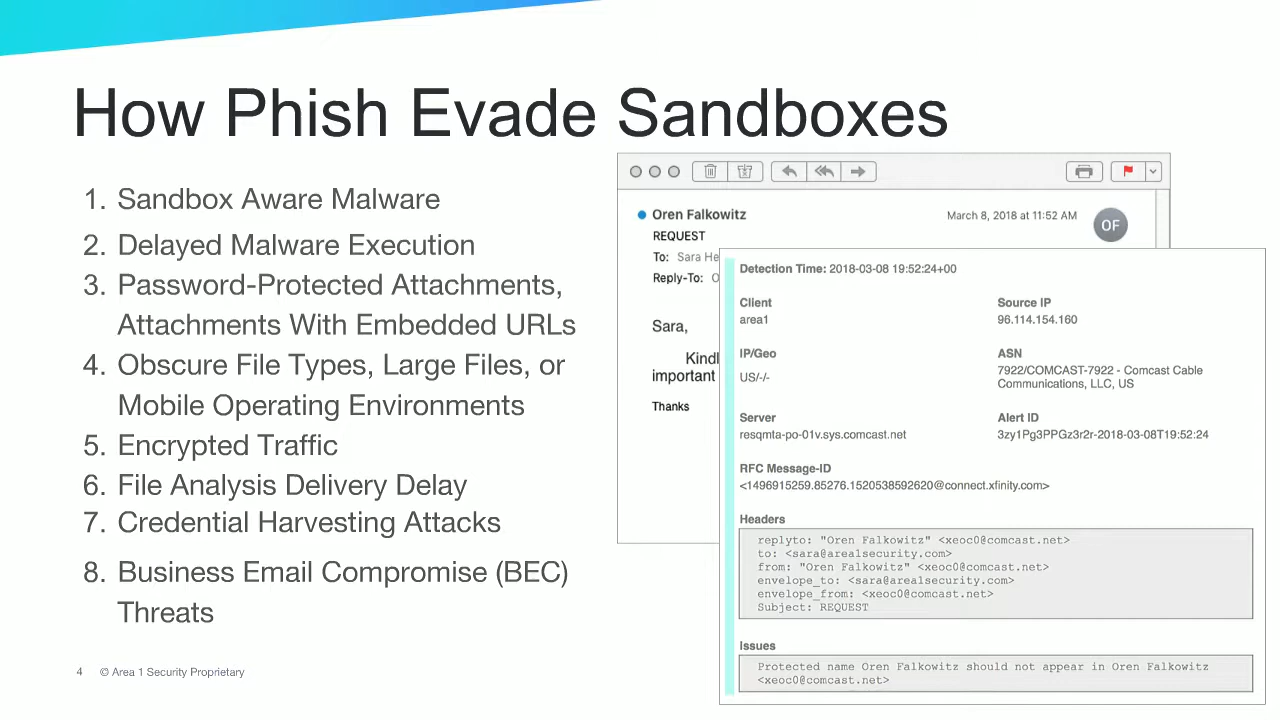 How Phish Evade Sandboxes
1. Sandbox Aware Malware
2. Delayed Malware Execution
3. Password-Protected Attachments,
Attachments With Embedded URLs
4. Obscure File Types, Large Files, or
Mobile Operating Environments
5. Encrypted Traffic
6. File Analysis Delivery Delay
7. Credential Harvesting Attacks
8. Business Email Compromise (BEC)
Threats
Oren Falkowitz
March 8, 2018 at 11:52 AM
OF
REQUEST
To: Sara He
Reply-To: O
Sara,
Kindl
important
Thanks
Detection Time: 2018-03-08 19:52:24+00
Client
area1
Source IP
96.114.154.160
IP/Geo
US/-/-
ASN
7922/COMCAST-7922 - Comcast Cable
Communications, LLC, US
Server
resqmta-po-01v.sys.comcast.net
Alert ID
3zy1Pg3PPGz3r2r-2018-03-08T19:52:24
RFC Message-ID
<1496915259.85276.1520538592620@connect.xfinity.com>
Headers
replyto: "Oren Falkowitz" <xeoc0@comcast.net>
to: <sara@area1security.com>
from: "Oren Falkowitz" <xeoc0@comcast.net>
envelope_to: <sara@area1security.com>
envelope_from: <xeoc0@comcast.net>
Subject: REQUEST
Issues
Protected name Oren Falkowitz should not appear in Oren Falkowitz
<xeoc0@comcast.net>
4 © Area 1 Security Proprietary